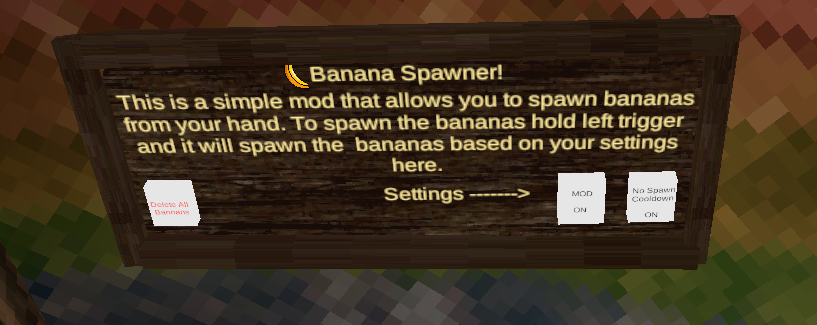 🍌Banana Spawner!
This is a simple mod that allows you to spawn bananas
from your hand. To spawn the bananas hold left trigger
and it will spawn the  bananas based on your settings
here.
Settings ------->
Delete All
Bannans
MOD
ON
No Spawn
Cooldown
ON